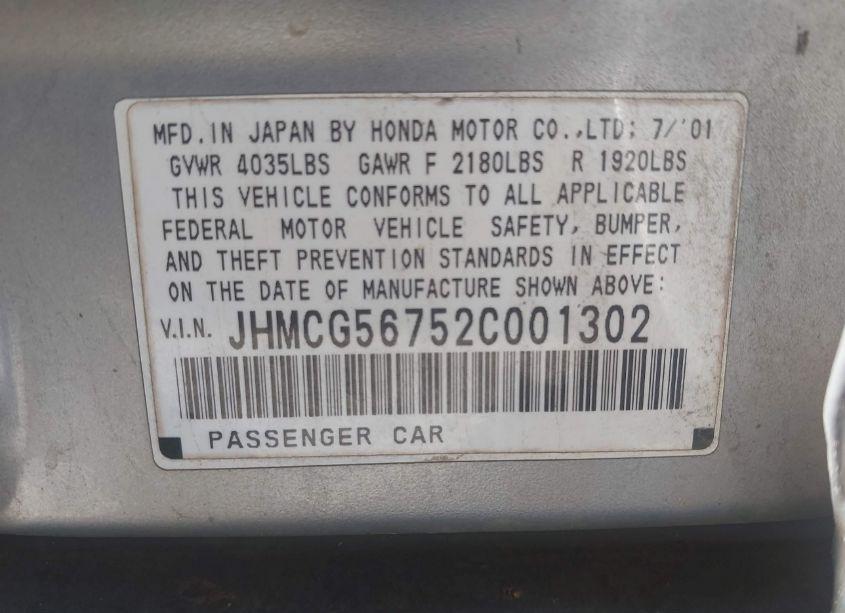 MFD.IN JAPAN BY HONDA MOTOR CO.,LTD; 7/'01
GVWR 4035LBS GAWR F 2180LBS R 1920LBS
THIS VEHICLE CONFORMS TO ALL APPLICABLE
FEDERAL MOTOR VEHICLE SAFETY, BUMPER,
AND THEFT PREVENTION STANDARDS IN EFFECT
ON THE DATE OF MANUFACTURE SHOWN ABOVE:
V.I.N. JHMCG56752C001302
PASSENGER CAR